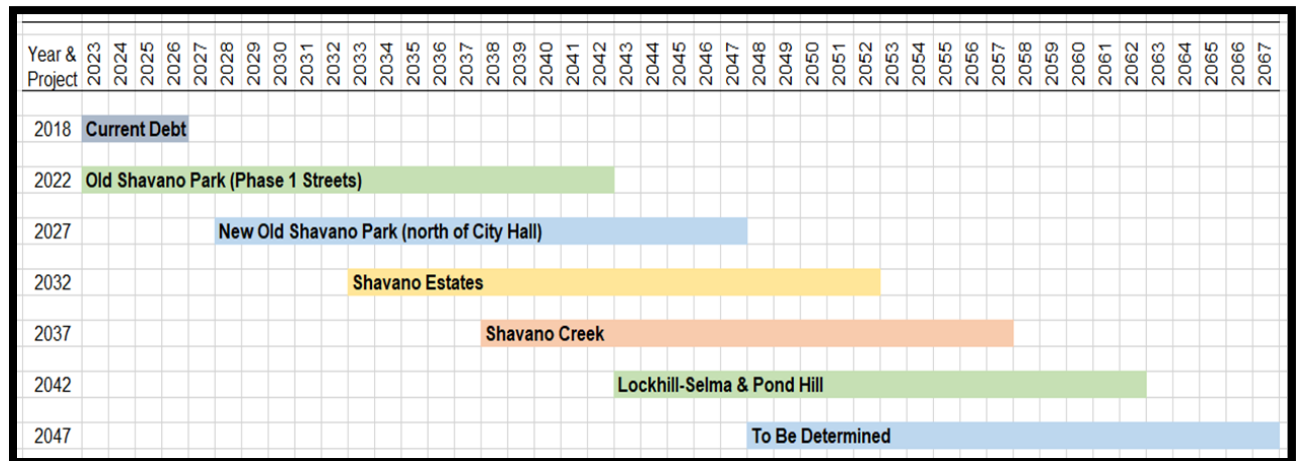 Year & Project 2023 2024 2025 2026 2027 2028 2029 2030 2031 2032 2033 2034 2035 2036 2037 2038 2039 2040 2041 2042 2043 2044 2045 2046 2047 2048 2049 2050 2051 2052 2053 2054 2055 2056 2057 2058 2059 2060 2061 2062 2063 2064 2065 2066 2067
2018 Current Debt
2022 Old Shavano Park (Phase 1 Streets)
2027 New Old Shavano Park (north of City Hall)
2032 Shavano Estates
2037 Shavano Creek
2042 Lockhill-Selma & Pond Hill
2047 To Be Determined